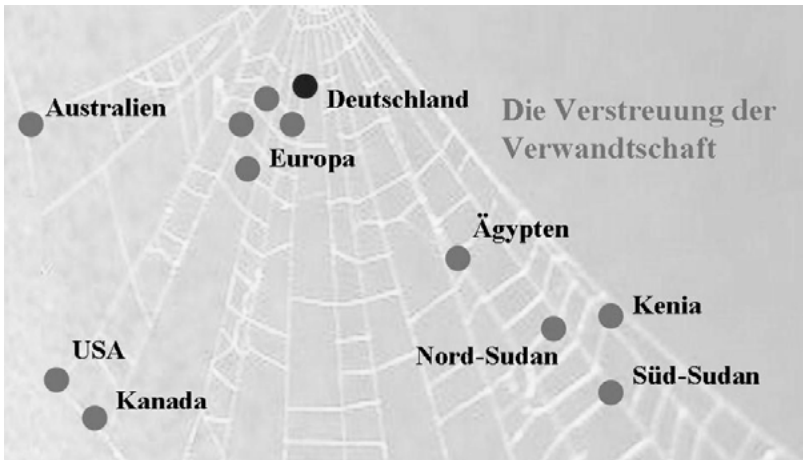 Australien
Deutschland
Die Verstreuung der
Verwandtschaft
Europa
Ägypten
Kenia
Nord-Sudan
USA
Süd-Sudan
Kanada